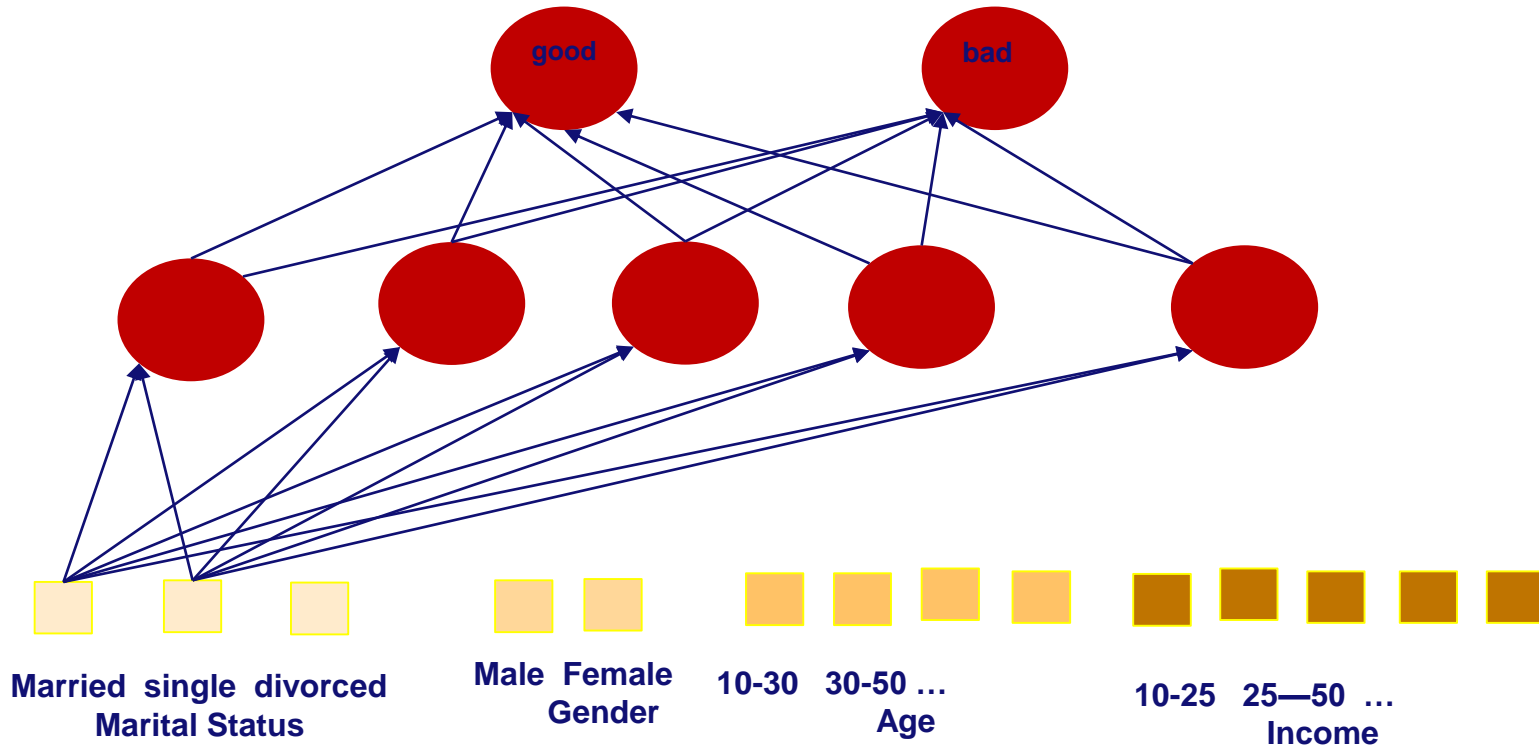 good
bad
Married single divorced
Marital Status
Male Female
Gender
10-30 30-50 ...
Age
10-25 25—50 ...
Income